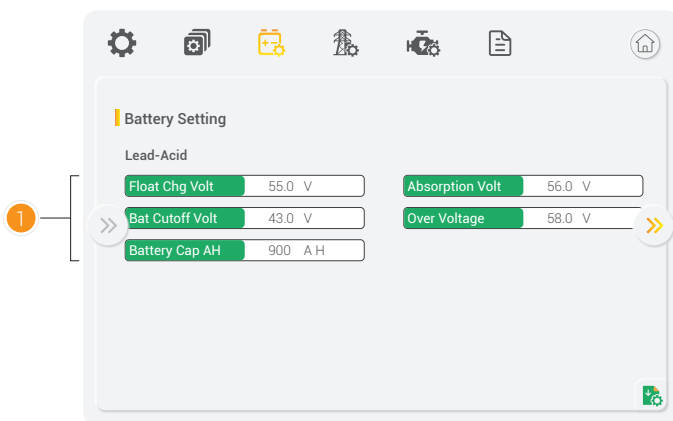 Battery Setting
Lead-Acid
Float Chg Volt 55.0 V Absorption Volt 56.0 V
1 Bat Cutoff Volt 43.0 V Over Voltage 58.0 V
Battery Cap AH 900 A H